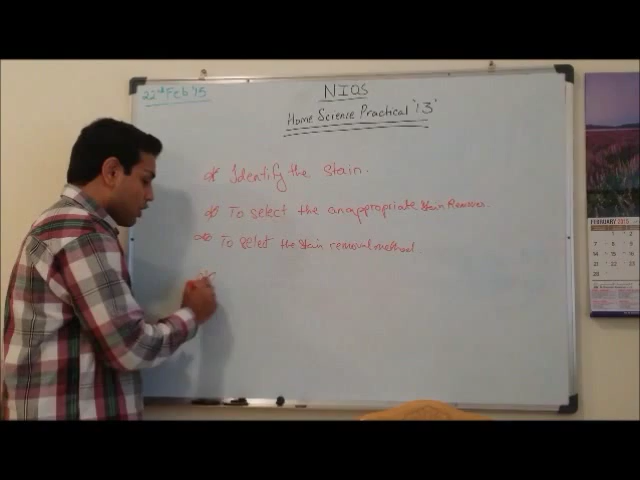 22nd Feb '15
NIOS
Home Science Practical '13'
* Identify the Stain.
* To select the anappropriate Stain Remover.
* To select the Stain removal method.
*
FEBRUARY 2015